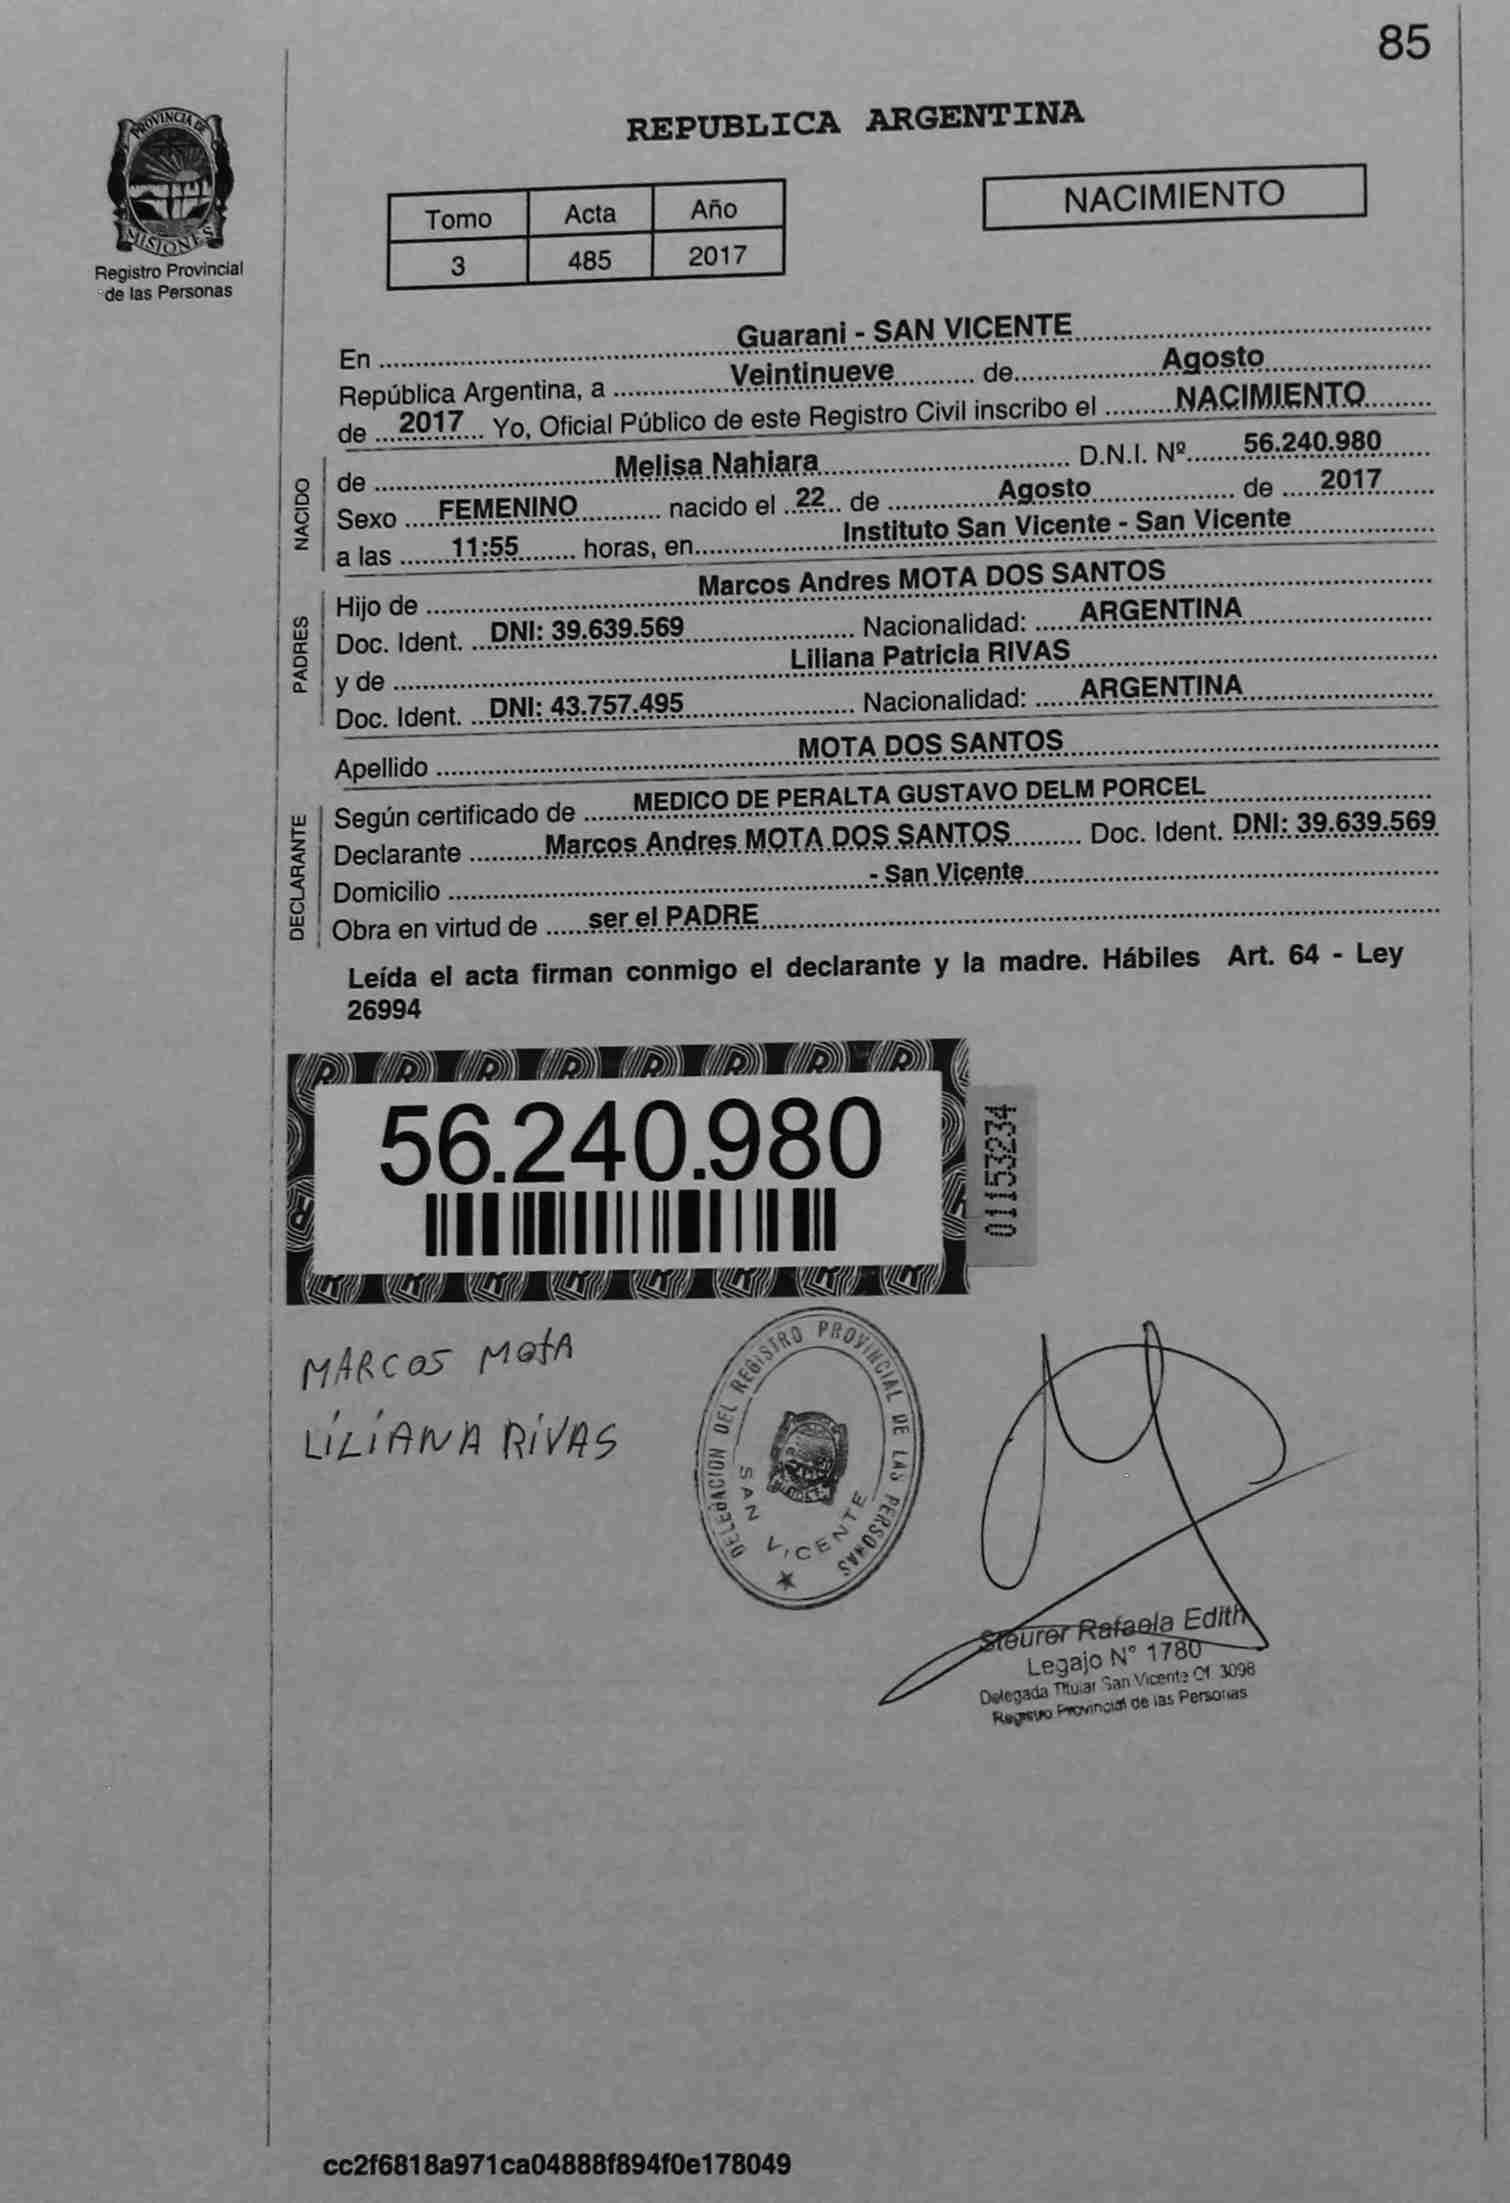 85
PROVINCIA DE
MISIONES
Registro Provincial
de las Personas
REPUBLICA ARGENTINA
Tomo Acta Año
3 485 2017
NACIMIENTO
En Guarani - SAN VICENTE
República Argentina, a Veintinueve de Agosto
de 2017 Yo, Oficial Público de este Registro Civil inscribo el NACIMIENTO
NACIDO
de Melisa Nahiara D.N.I. Nº 56.240.980
Sexo FEMENINO nacido el 22 de Agosto de 2017
a las 11:55 horas, en Instituto San Vicente - San Vicente
PADRES
Hijo de Marcos Andres MOTA DOS SANTOS
Doc. Ident. DNI: 39.639.569 Nacionalidad: ARGENTINA
y de Liliana Patricia RIVAS
Doc. Ident. DNI: 43.757.495 Nacionalidad: ARGENTINA
Apellido MOTA DOS SANTOS
DECLARANTE
Según certificado de MEDICO DE PERALTA GUSTAVO DELM PORCEL
Declarante Marcos Andres MOTA DOS SANTOS Doc. Ident. DNI: 39.639.569
Domicilio - San Vicente
Obra en virtud de ser el PADRE
Leída el acta firman conmigo el declarante y la madre. Hábiles Art. 64 - Ley
26994
56.240.980
01153234
MARCOS MOTA
LILIANA RIVAS
DELEGACION DEL REGISTRO PROVINCIAL DE LAS PERSONAS
SAN VICENTE
Steurer Rafaela Edith
Legajo N° 1780
Delegada Titular San Vicente Of. 3098
Registro Provincial de las Personas
cc2f6818a971ca04888f894f0e178049